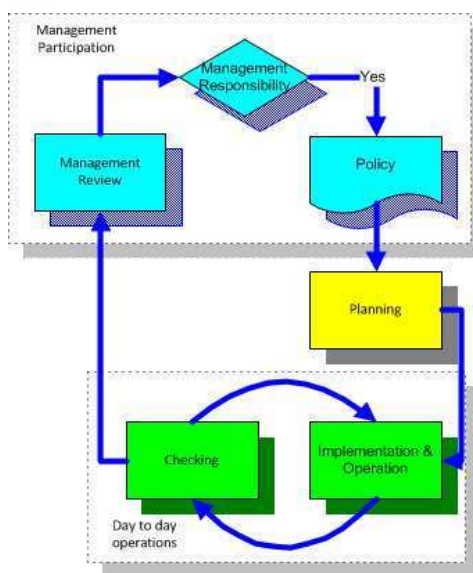 Management
Participation
Management
Responsibility
Yes
Management
Review
Policy
Planning
Checking
Implementation &
Operation
Day to day
operations